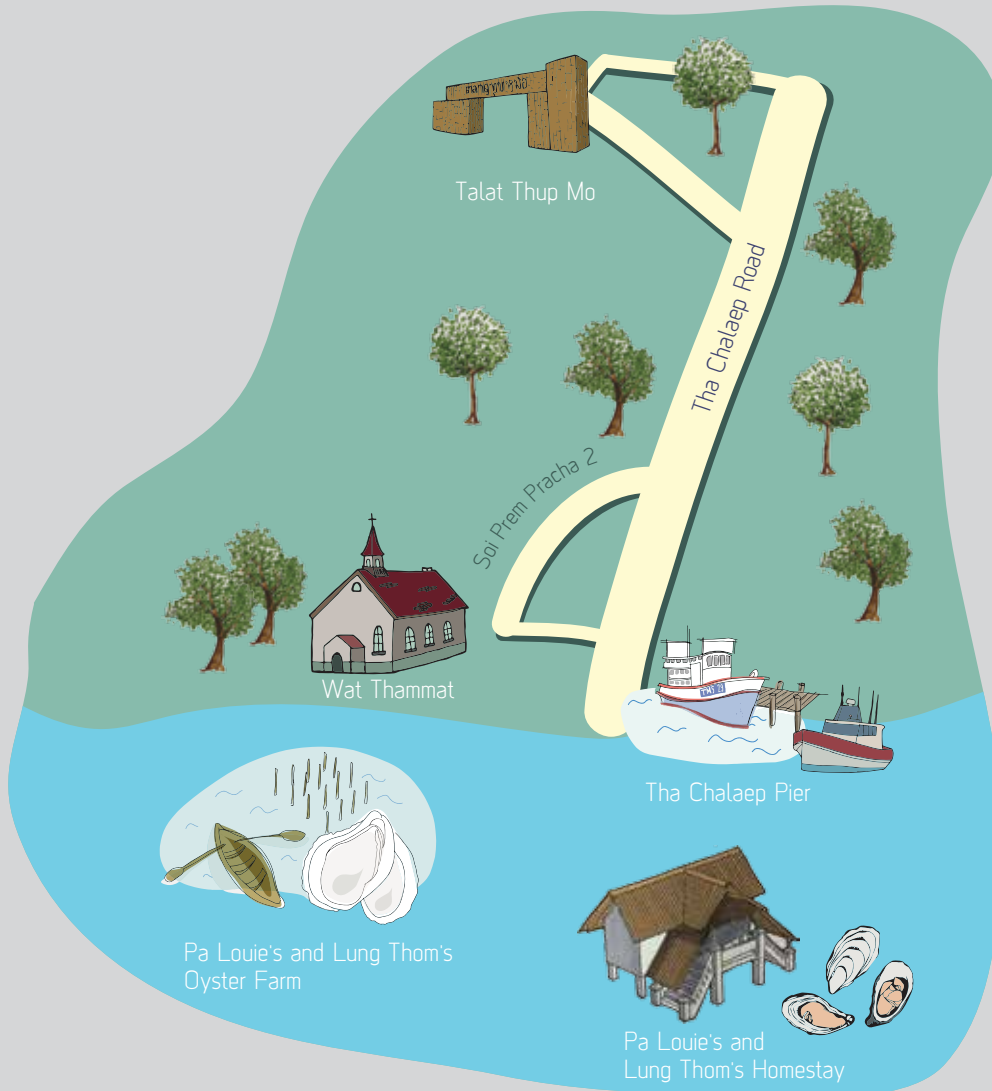 Talat Thup Mo
Tha Chalaep Road
Soi Prem Pracha 2
Wat Thammat
Tha Chalaep Pier
Pa Louie's and Lung Thom's
Oyster Farm
Pa Louie's and
Lung Thom's Homestay